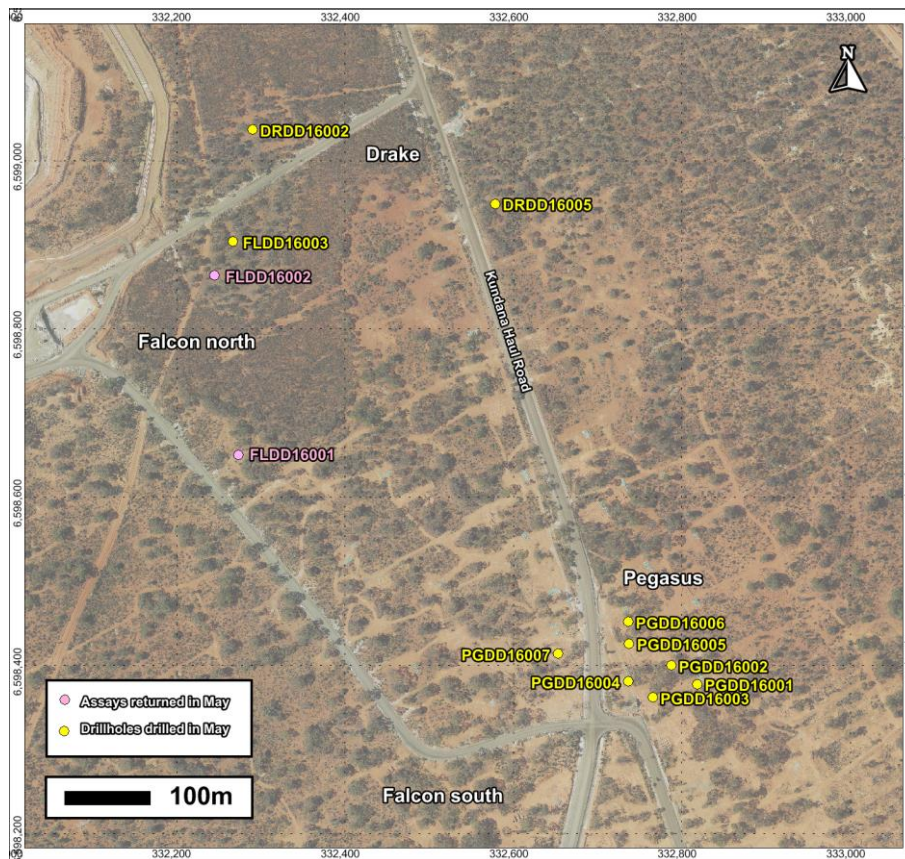 332,200
332,400
332,600
332,800
333,000
N
6,599,000
6,598,800
6,598,600
6,598,400
6,598,200
DRDD16002
Drake
DRDD16005
FLDD16003
FLDD16002
Kundana Haul Road
Falcon north
FLDD16001
Pegasus
PGDD16006
PGDD16005
PGDD16007
PGDD16002
PGDD16004
PGDD16001
PGDD16003
Assays returned in May
Drillholes drilled in May
100m
Falcon south
332,200
332,400
332,600
332,800
333,000